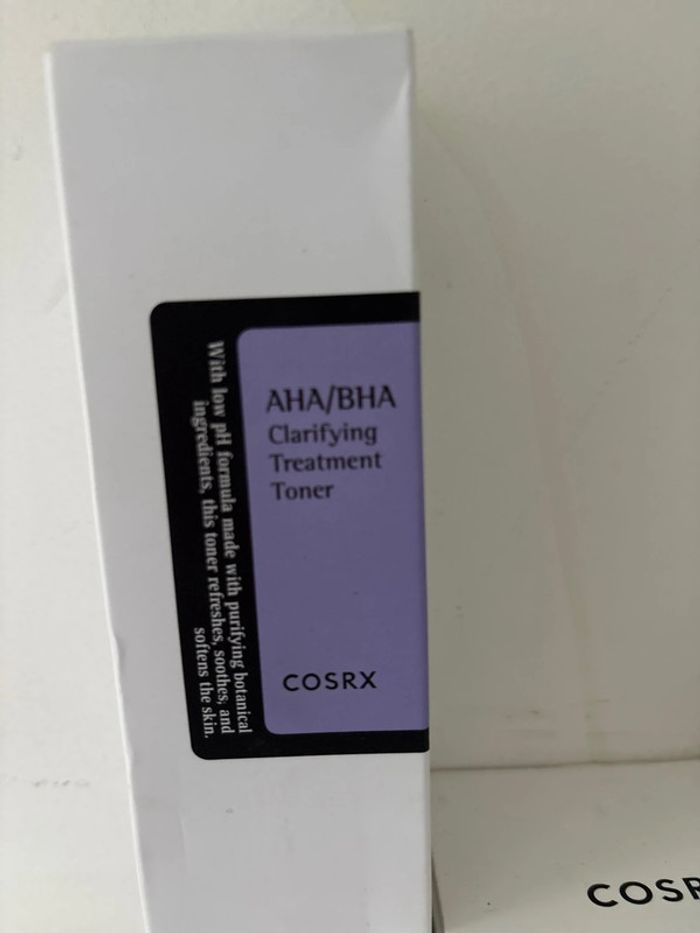 AHA/BHA
Clarifying
Treatment
Toner
COSRX
With low pH formula made with purifying botanical
ingredients, this toner refreshes, soothes, and
softens the skin.
COSR